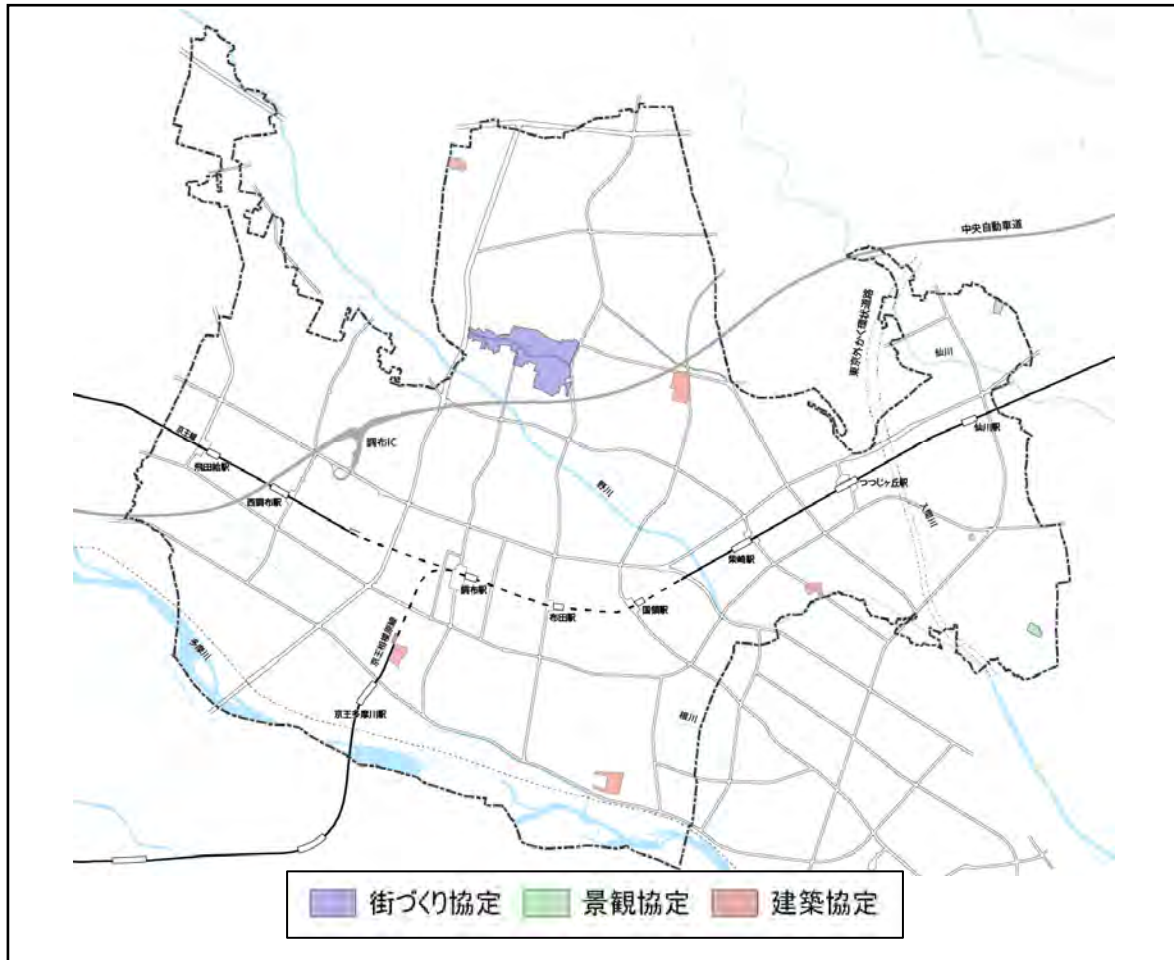 中央自動車道
東京外かく環状道路
仙川
仙川駅
京王線
飛田給駅
調布IC
西調布駅
つつじヶ丘駅
野川
入間川
柴崎駅
調布駅
国領駅
布田駅
京王相模原線
多摩川
京王多摩川駅
根川
街づくり協定 景観協定 建築協定